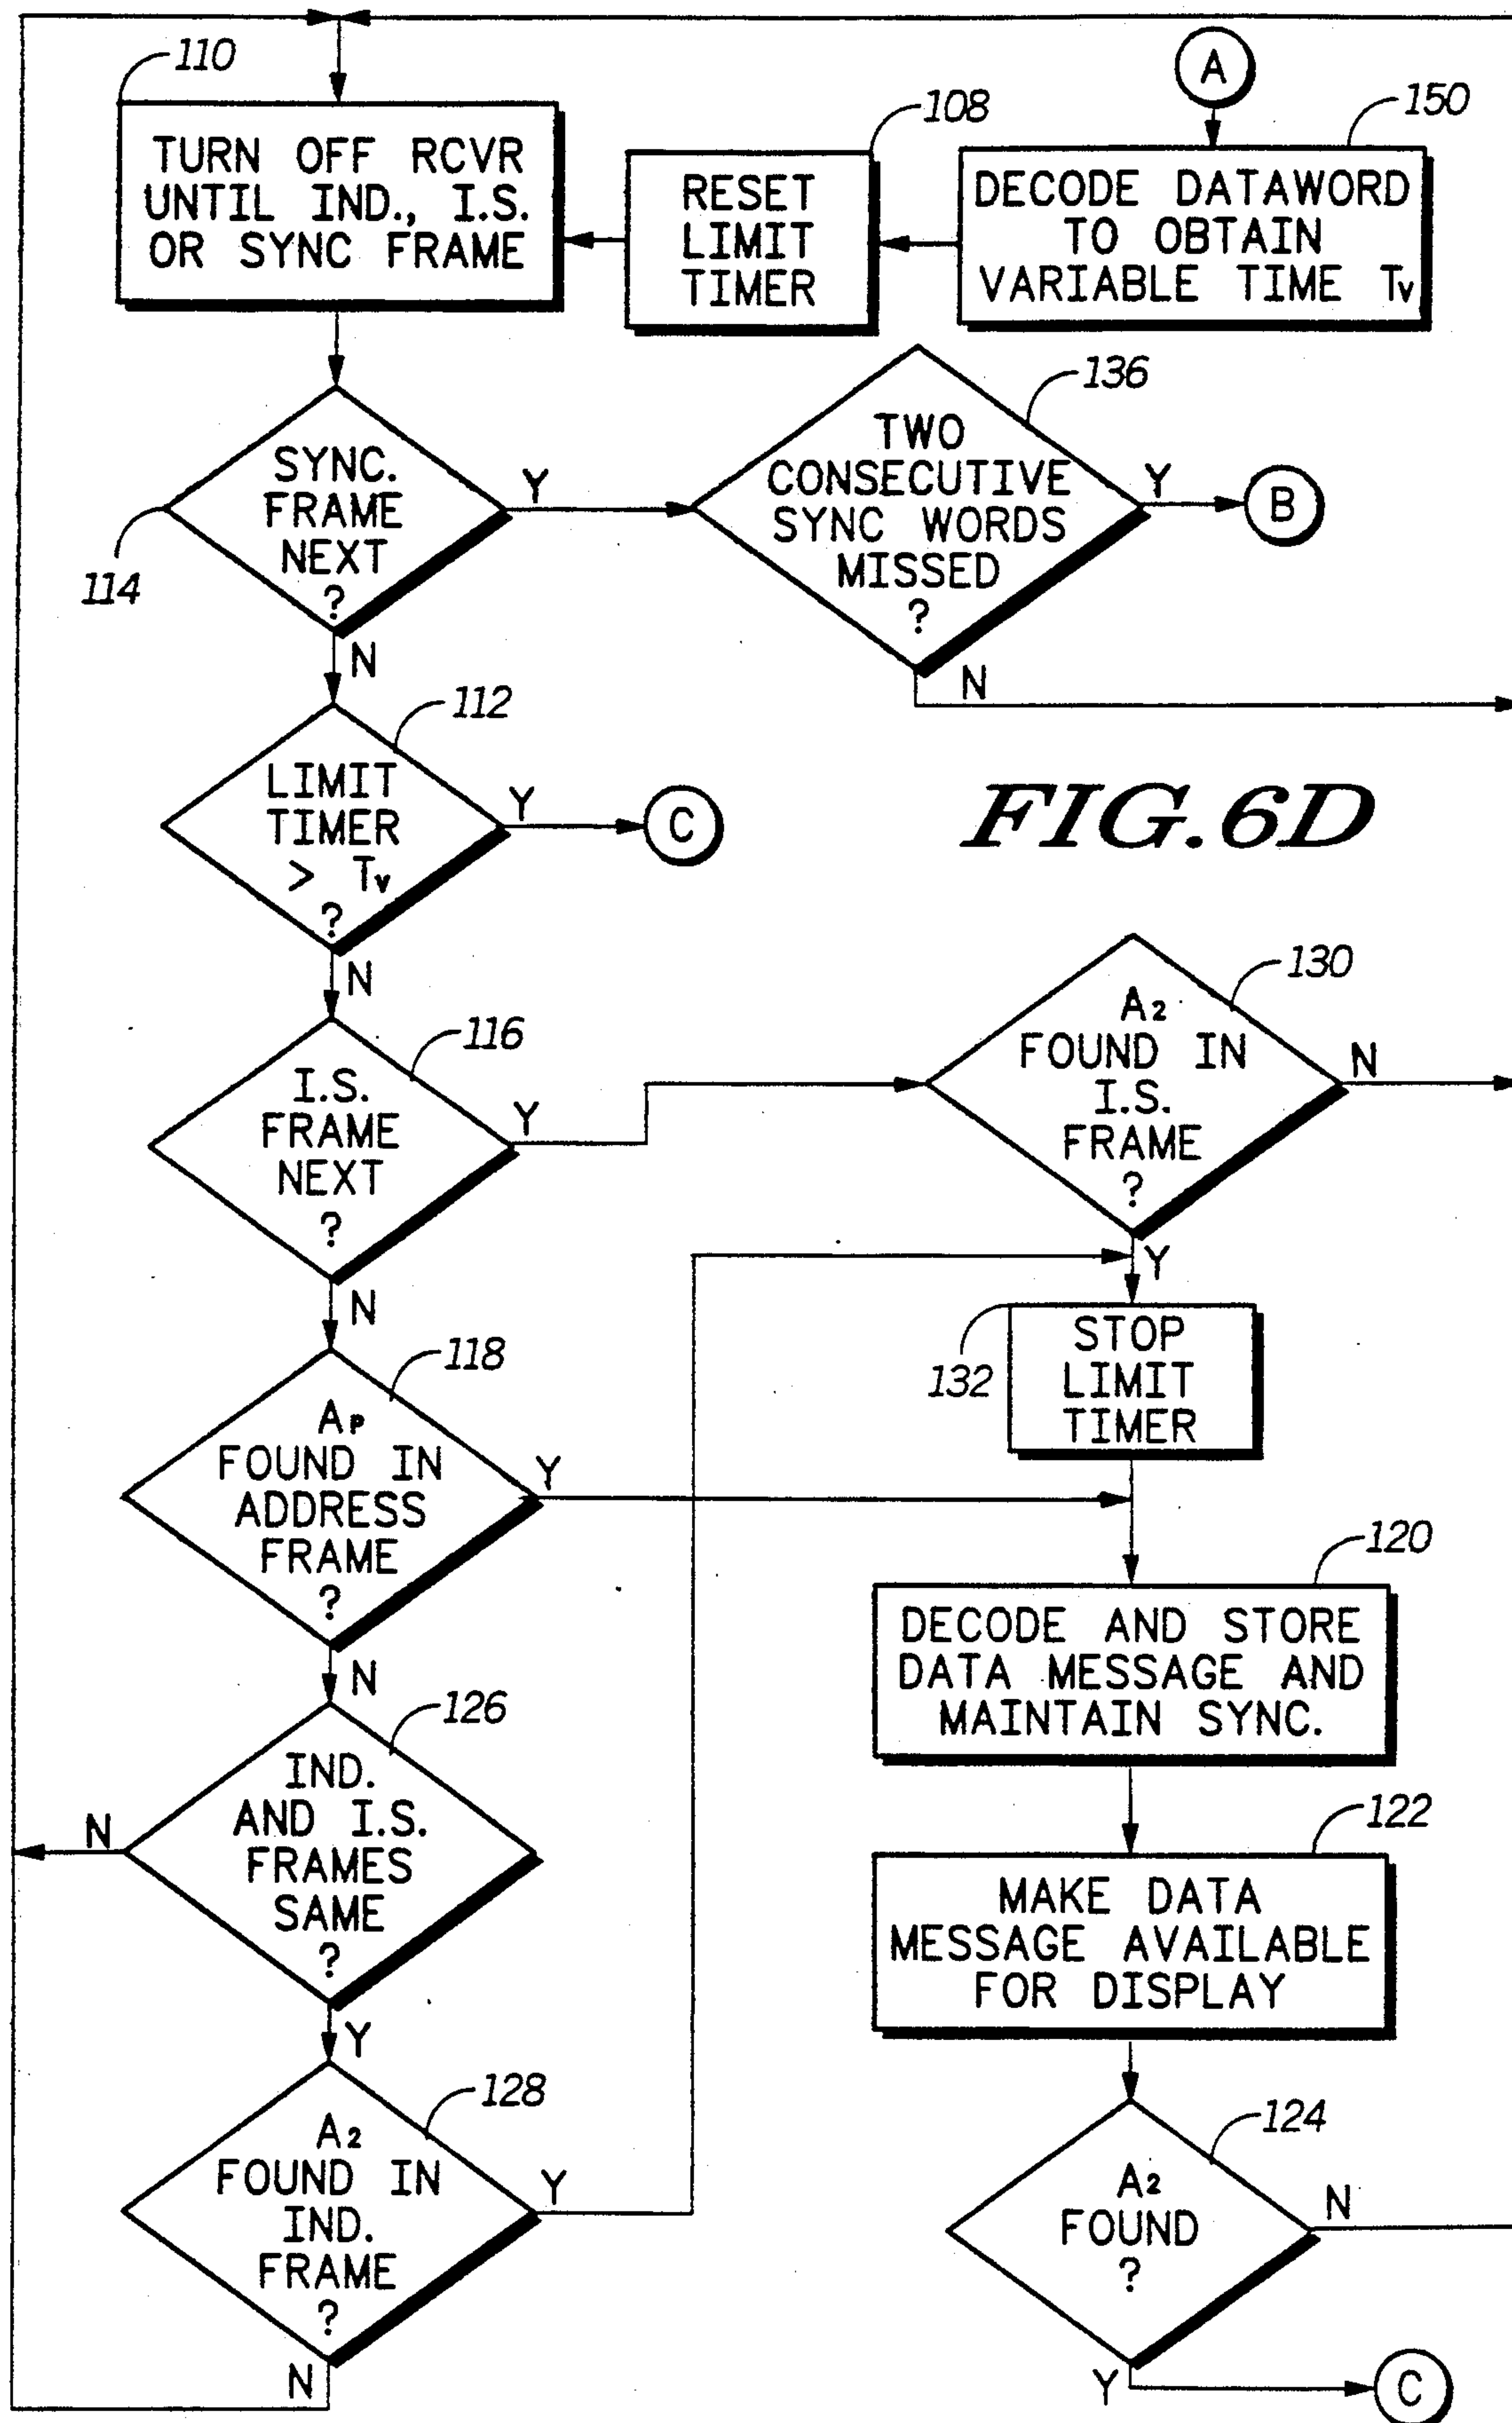 A
110
TURN OFF RCVR
UNTIL IND., I.S.
OR SYNC FRAME
108
RESET
LIMIT
TIMER
150
DECODE DATAWORD
TO OBTAIN
VARIABLE TIME Tv
114
SYNC.
FRAME
NEXT
?
Y
N
136
TWO
CONSECUTIVE
SYNC WORDS
MISSED
?
Y
B
N
112
LIMIT
TIMER
> Tv
?
Y
C
N
FIG.6D
116
I.S.
FRAME
NEXT
?
Y
N
130
A2
FOUND IN
I.S.
FRAME
?
N
Y
132
STOP
LIMIT
TIMER
118
AP
FOUND IN
ADDRESS
FRAME
?
Y
N
120
DECODE AND STORE
DATA MESSAGE AND
MAINTAIN SYNC.
126
IND.
AND I.S.
FRAMES
SAME
?
N
Y
122
MAKE DATA
MESSAGE AVAILABLE
FOR DISPLAY
128
A2
FOUND IN
IND.
FRAME
?
Y
N
124
A2
FOUND
?
N
Y
C